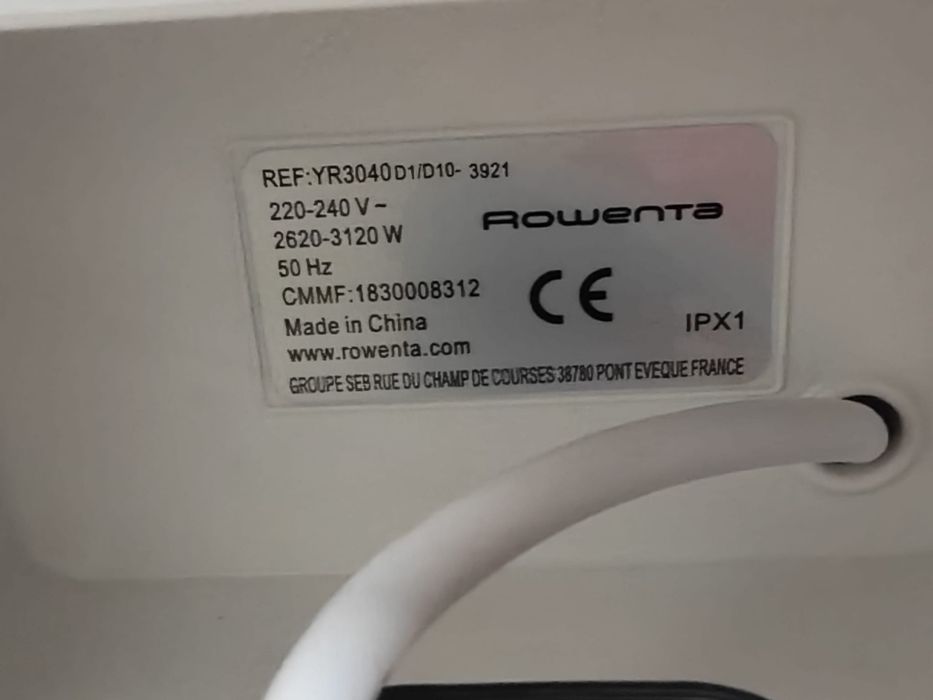 REF:YR3040D1/D10- 3921
220-240 V~
2620-3120 W
50 Hz
CMMF:1830008312
Made in China
www.rowenta.com
GROUPE SEB RUE DU CHAMP DE COURSES 38780 PONT EVEQUE FRANCE
ROWENTA
CE
IPX1